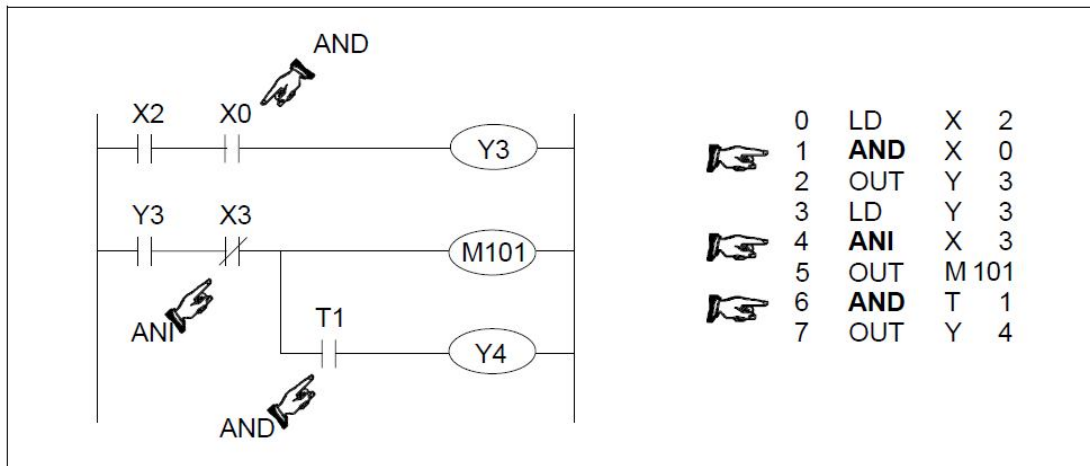 AND
X2 X0
Y3
Y3 X3
M101
ANI
T1
Y4
AND
0 LD X 2
1 AND X 0
2 OUT Y 3
3 LD Y 3
4 ANI X 3
5 OUT M 101
6 AND T 1
7 OUT Y 4